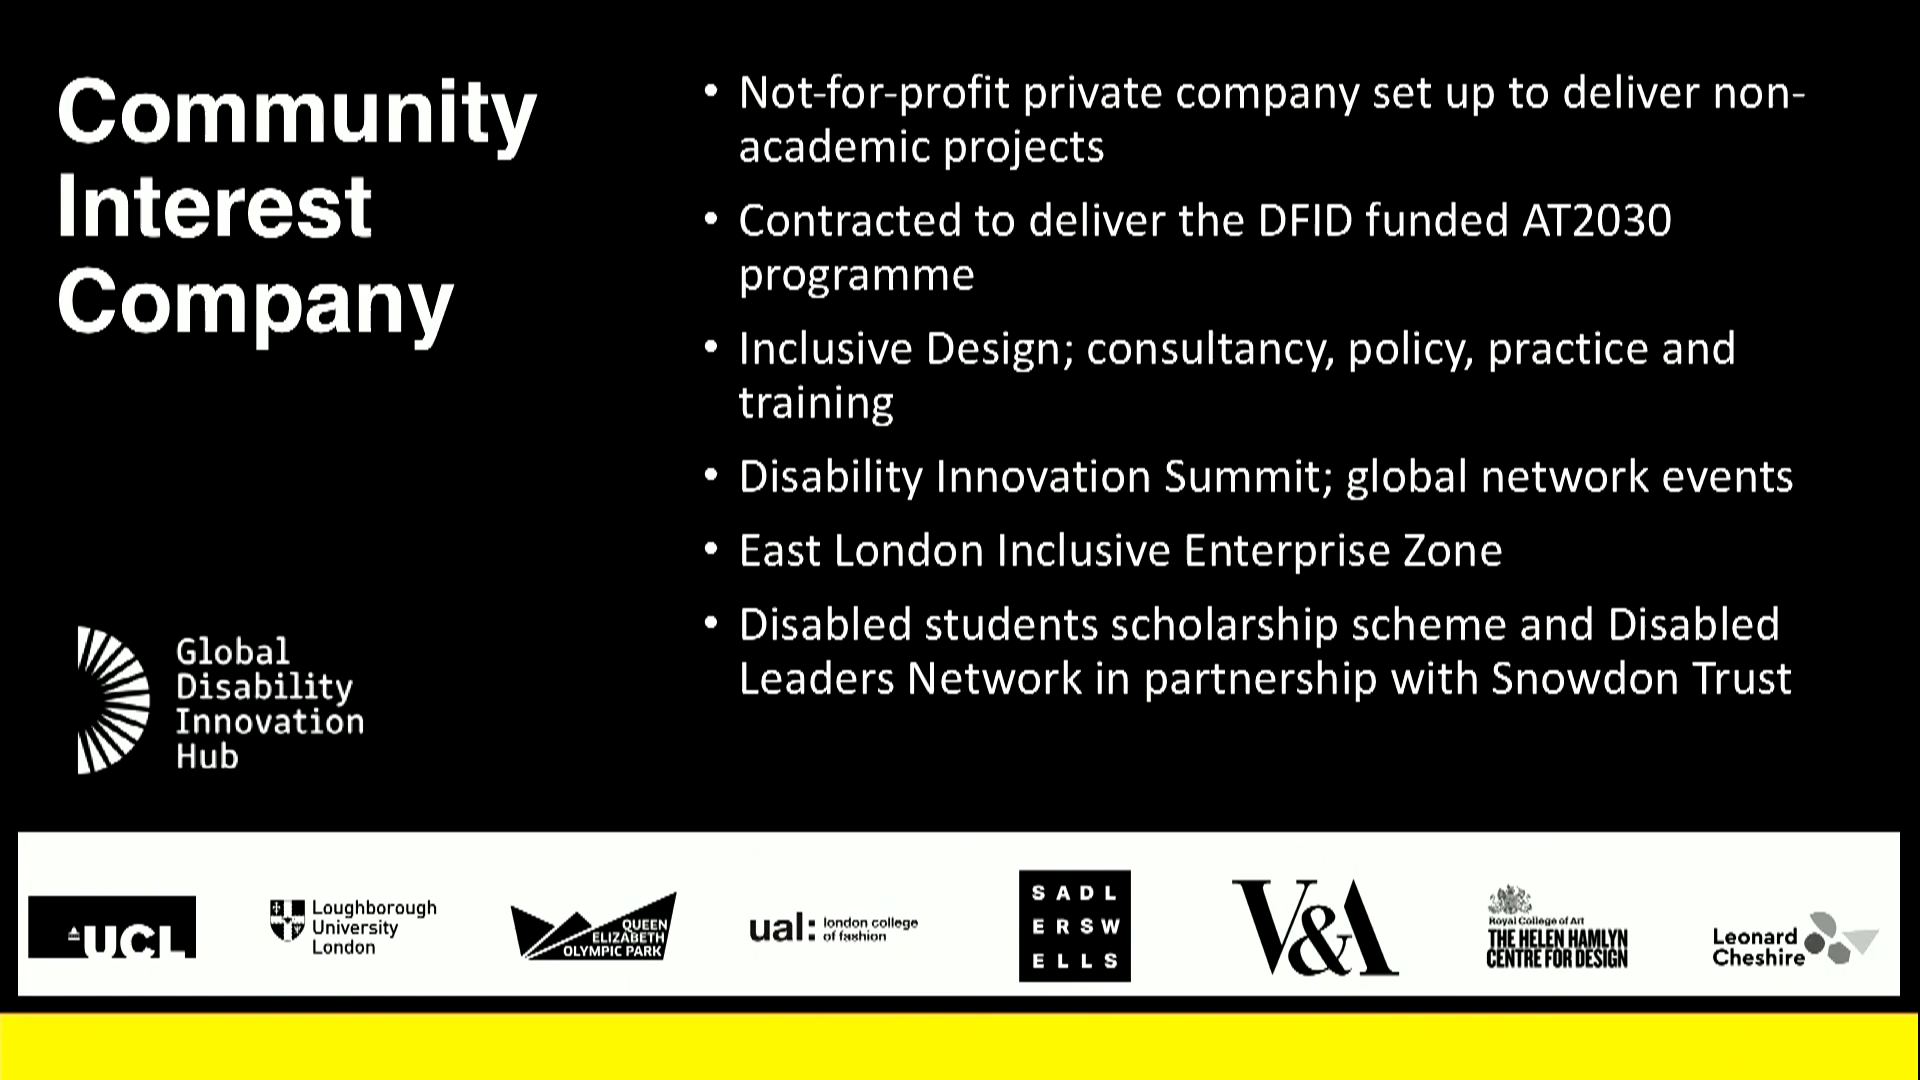 Community
Interest
Company
• Not-for-profit private company set up to deliver non-
academic projects
• Contracted to deliver the DFID funded AT2030
programme
• Inclusive Design; consultancy, policy, practice and
training
• Disability Innovation Summit; global network events
• East London Inclusive Enterprise Zone
• Disabled students scholarship scheme and Disabled
Leaders Network in partnership with Snowdon Trust
Global
Disability
Innovation
Hub
UCL
Loughborough
University
London
QUEEN
ELIZABETH
OLYMPIC PARK
ual: london college
of fashion
SADL
ERSW
ELLS
V&A
Royal College of Art
THE HELEN HAMLYN
CENTRE FOR DESIGN
Leonard
Cheshire